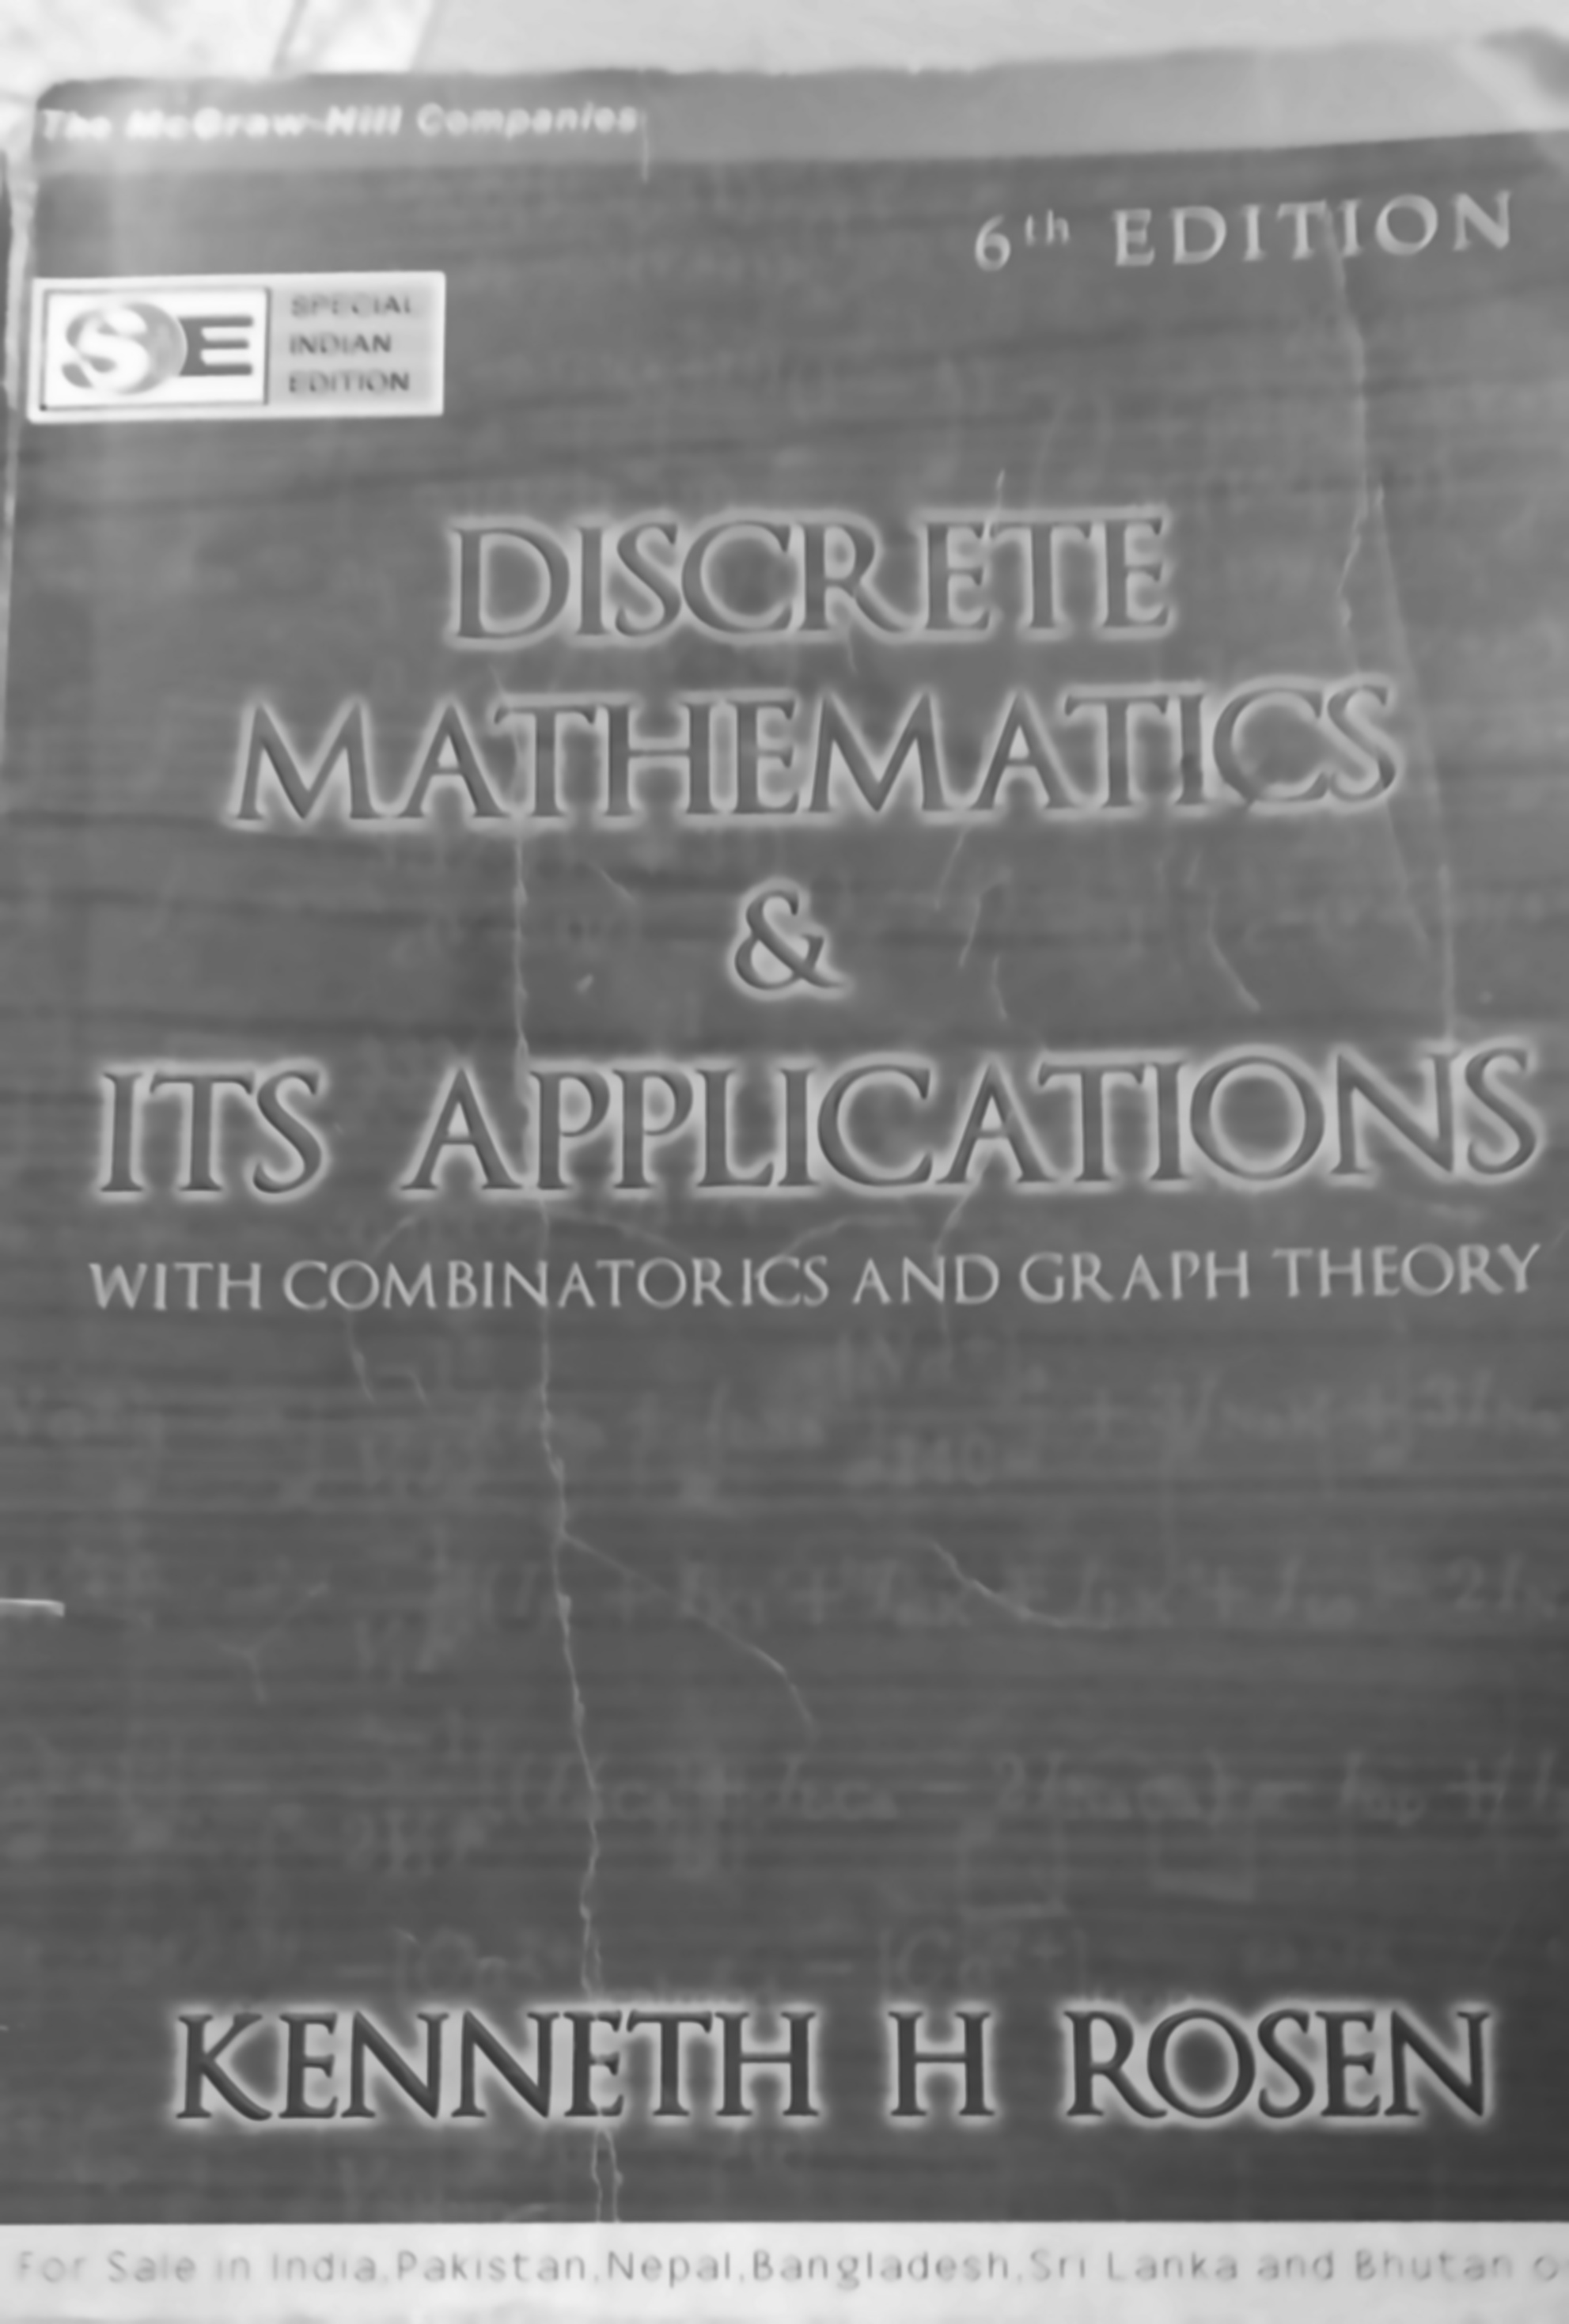 The McGraw-Hill Companies
6th EDITION
SIE
SPECIAL
INDIAN
EDITION
DISCRETE
MATHEMATICS
&
ITS APPLICATIONS
WITH COMBINATORICS AND GRAPH THEORY
KENNETH H ROSEN
For Sale in India,Pakistan,Nepal,Bangladesh,Sri Lanka and Bhutan